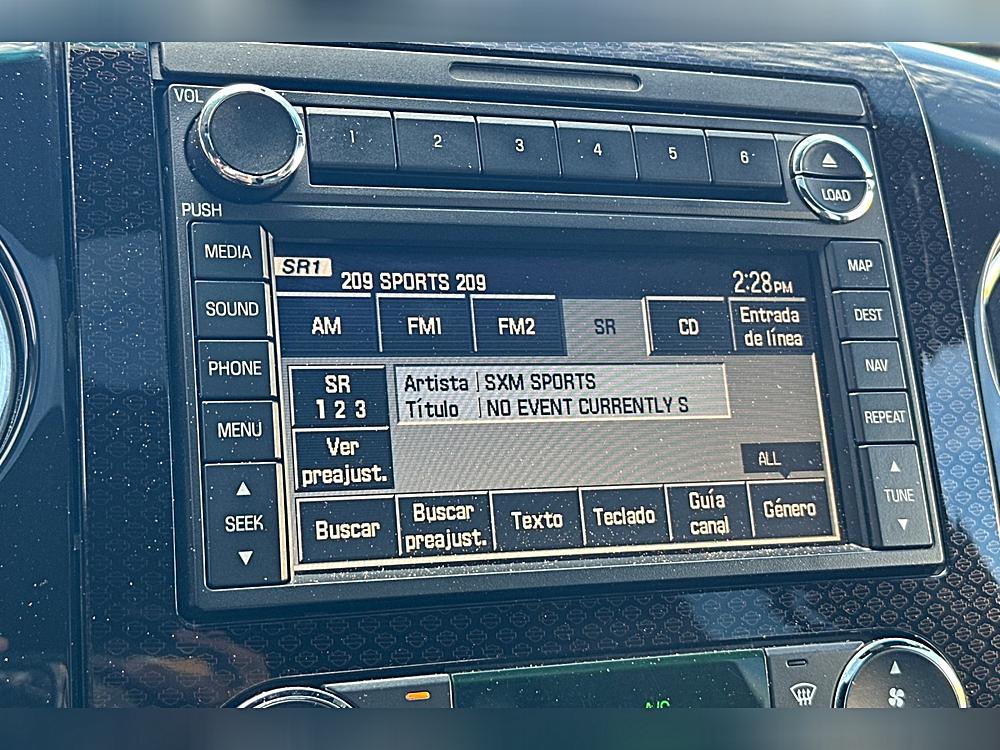 VOL
1 2 3 4 5 6
LOAD
PUSH
MEDIA
SOUND
PHONE
MENU
SEEK
SR1
209 SPORTS 209
2:28PM
AM FM1 FM2 SR CD Entrada
de línea
SR
1 2 3
Artista | SXM SPORTS
Título | NO EVENT CURRENTLY S
Ver
preajust.
ALL
Buscar
Buscar
preajust.
Texto
Teclado
Guía
canal
Género
MAP
DEST
NAV
REPEAT
TUNE
A/C